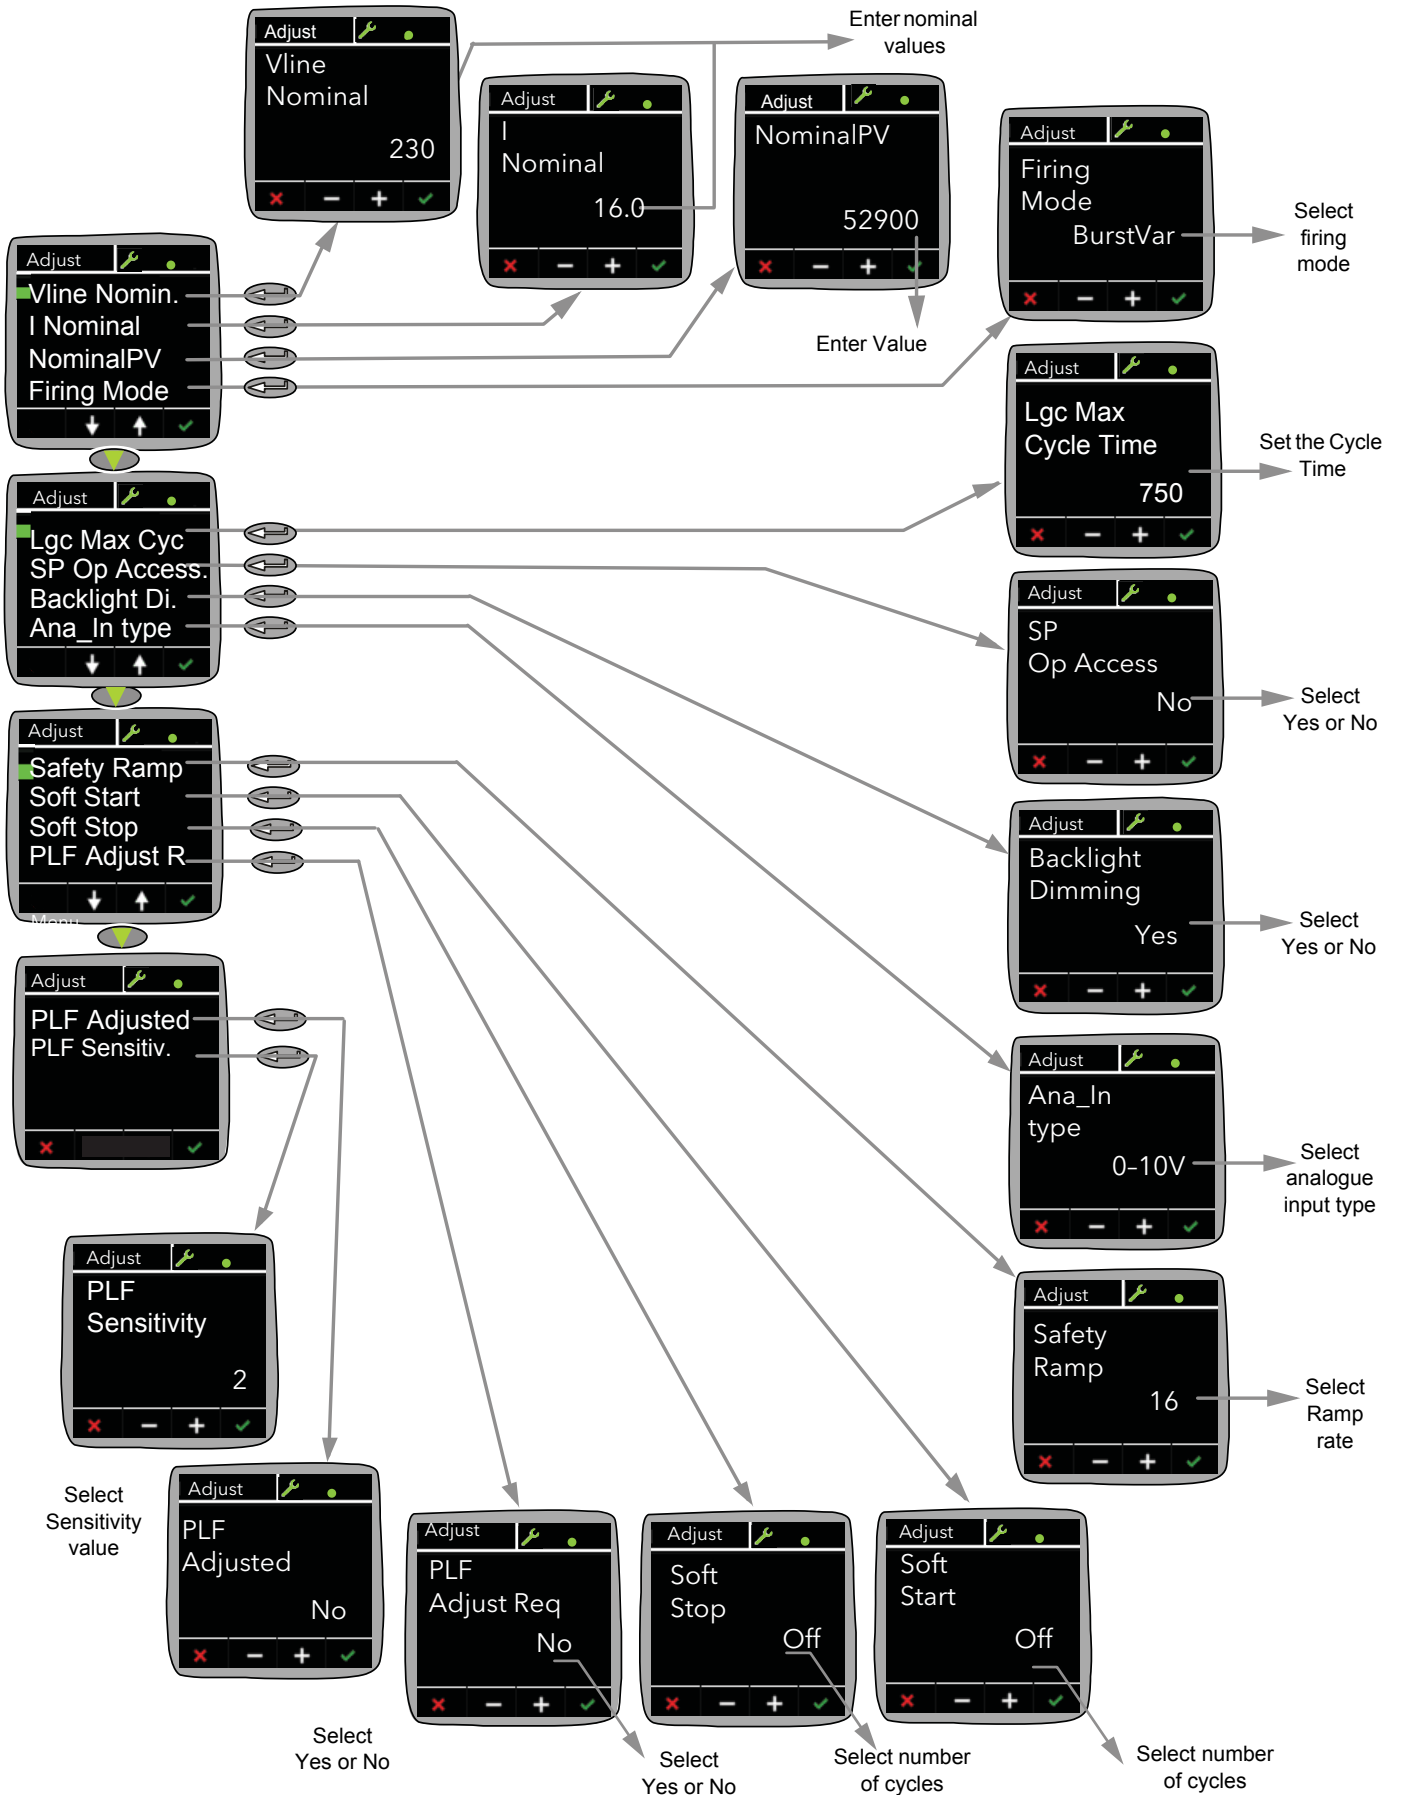 Adjust
Vline
Nominal
230
Enter nominal
values
Adjust
I
Nominal
16.0
Adjust
NominalPV
52900
Enter Value
Adjust
Firing
Mode
BurstVar
Select
firing
mode
Adjust
Vline Nomin.
I Nominal
NominalPV
Firing Mode
Adjust
Lgc Max
Cycle Time
750
Set the Cycle
Time
Adjust
Lgc Max Cyc
SP Op Access.
Backlight Di.
Ana_In type
Adjust
SP
Op Access
No
Select
Yes or No
Adjust
Safety Ramp
Soft Start
Soft Stop
PLF Adjust R
Menu
Adjust
Backlight
Dimming
Yes
Select
Yes or No
Adjust
PLF Adjusted
PLF Sensitiv.
Adjust
Ana_In
type
0-10V
Select
analogue
input type
Adjust
PLF
Sensitivity
2
Select
Sensitivity
value
Adjust
Safety
Ramp
16
Select
Ramp
rate
Adjust
PLF
Adjusted
No
Select
Yes or No
Adjust
PLF
Adjust Req
No
Select
Yes or No
Adjust
Soft
Stop
Off
Select number
of cycles
Adjust
Soft
Start
Off
Select number
of cycles